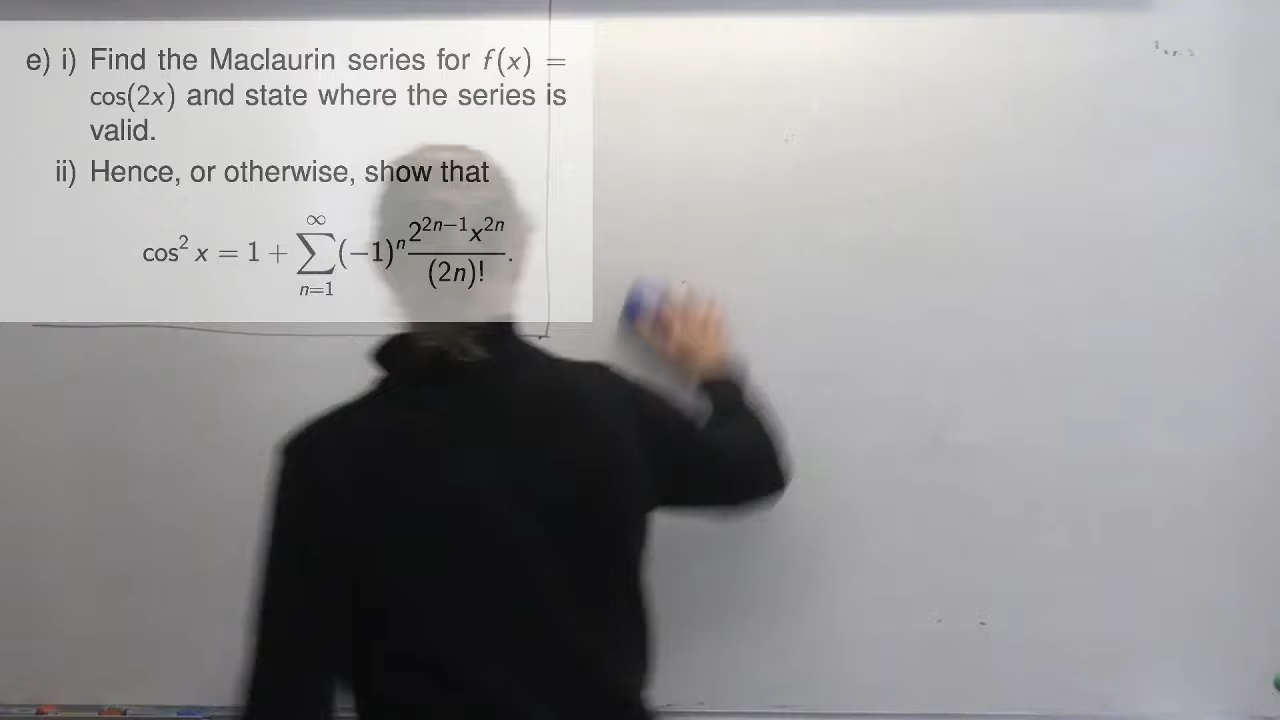 e) i) Find the Maclaurin series for f(x) =
cos(2x) and state where the series is
valid.
ii) Hence, or otherwise, show that
cos² x = 1 + ∑_{n=1}^{∞} (−1)ⁿ \frac{2^{2n−1}x^{2n}}{(2n)!}.